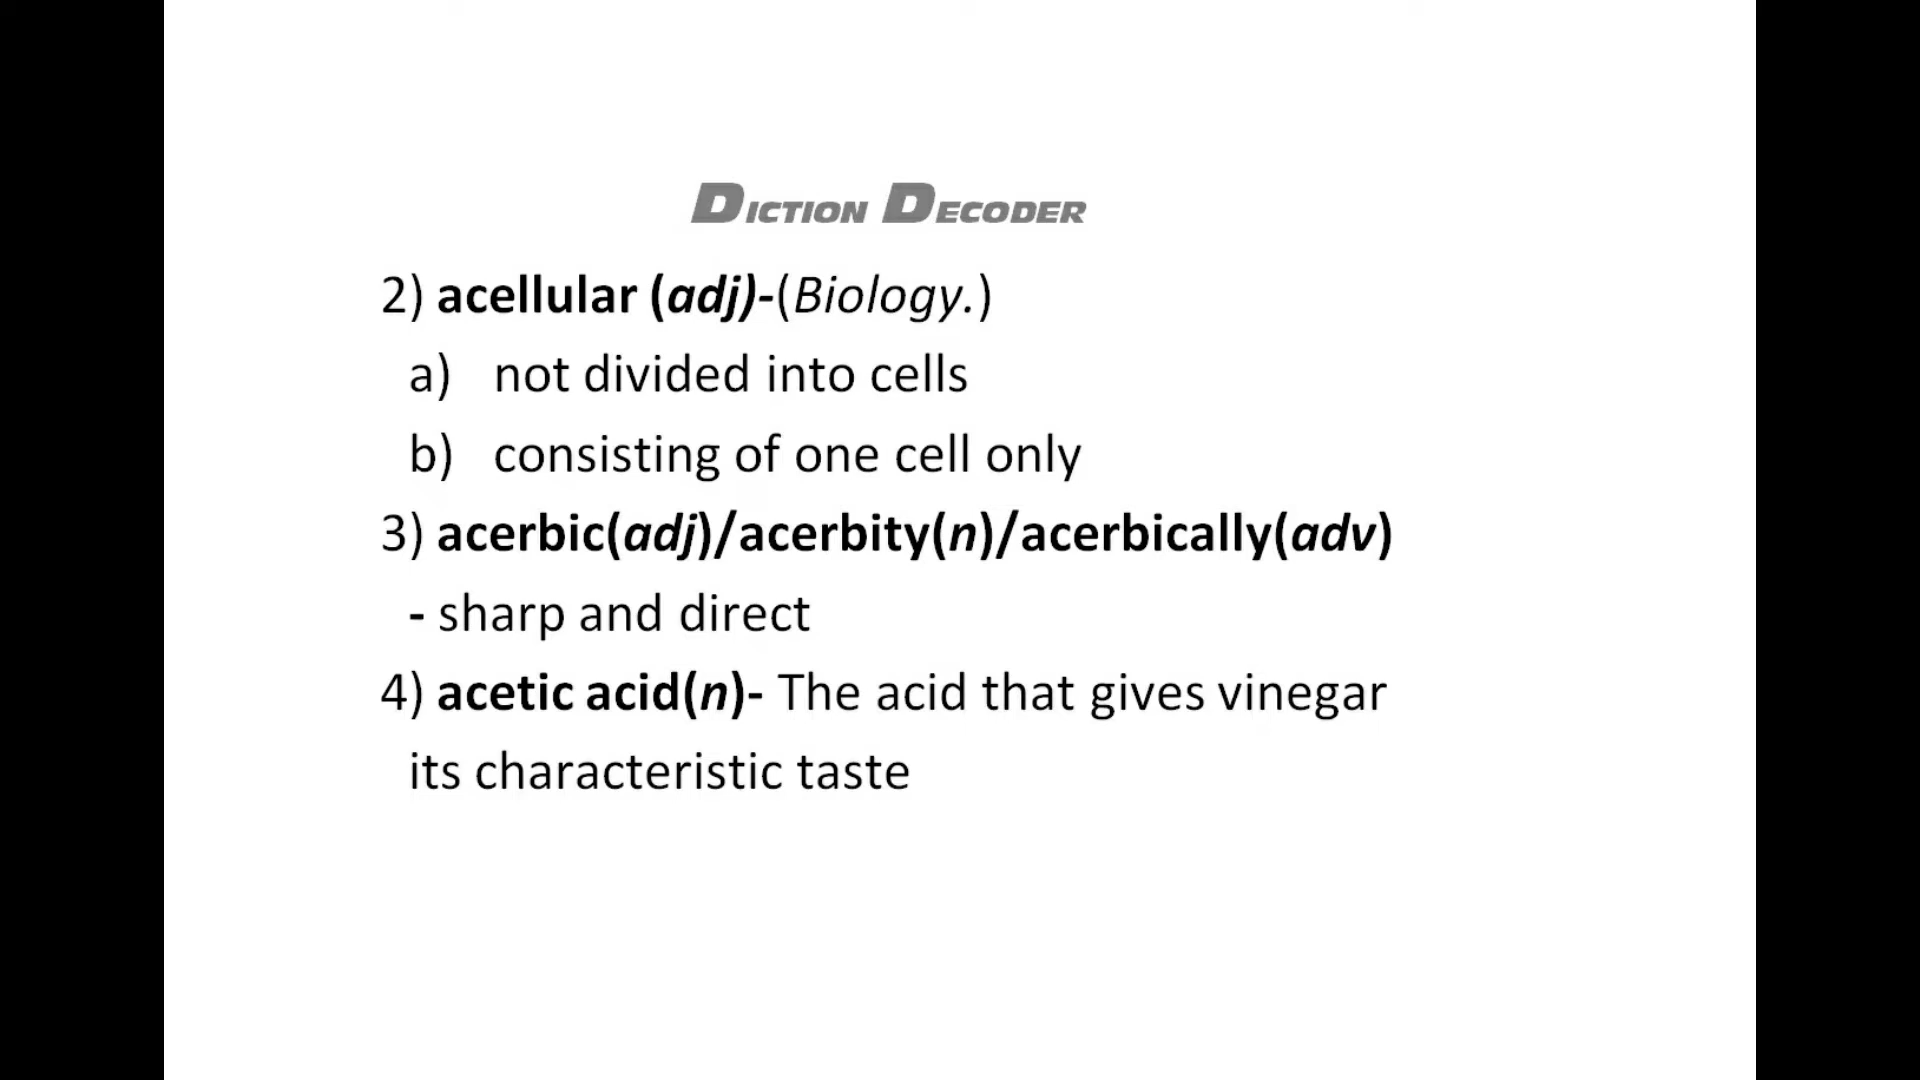 DICTION DECODER
2) acellular (adj)-(Biology.)
a) not divided into cells
b) consisting of one cell only
3) acerbic(adj)/acerbity(n)/acerbically(adv)
- sharp and direct
4) acetic acid(n)- The acid that gives vinegar
its characteristic taste